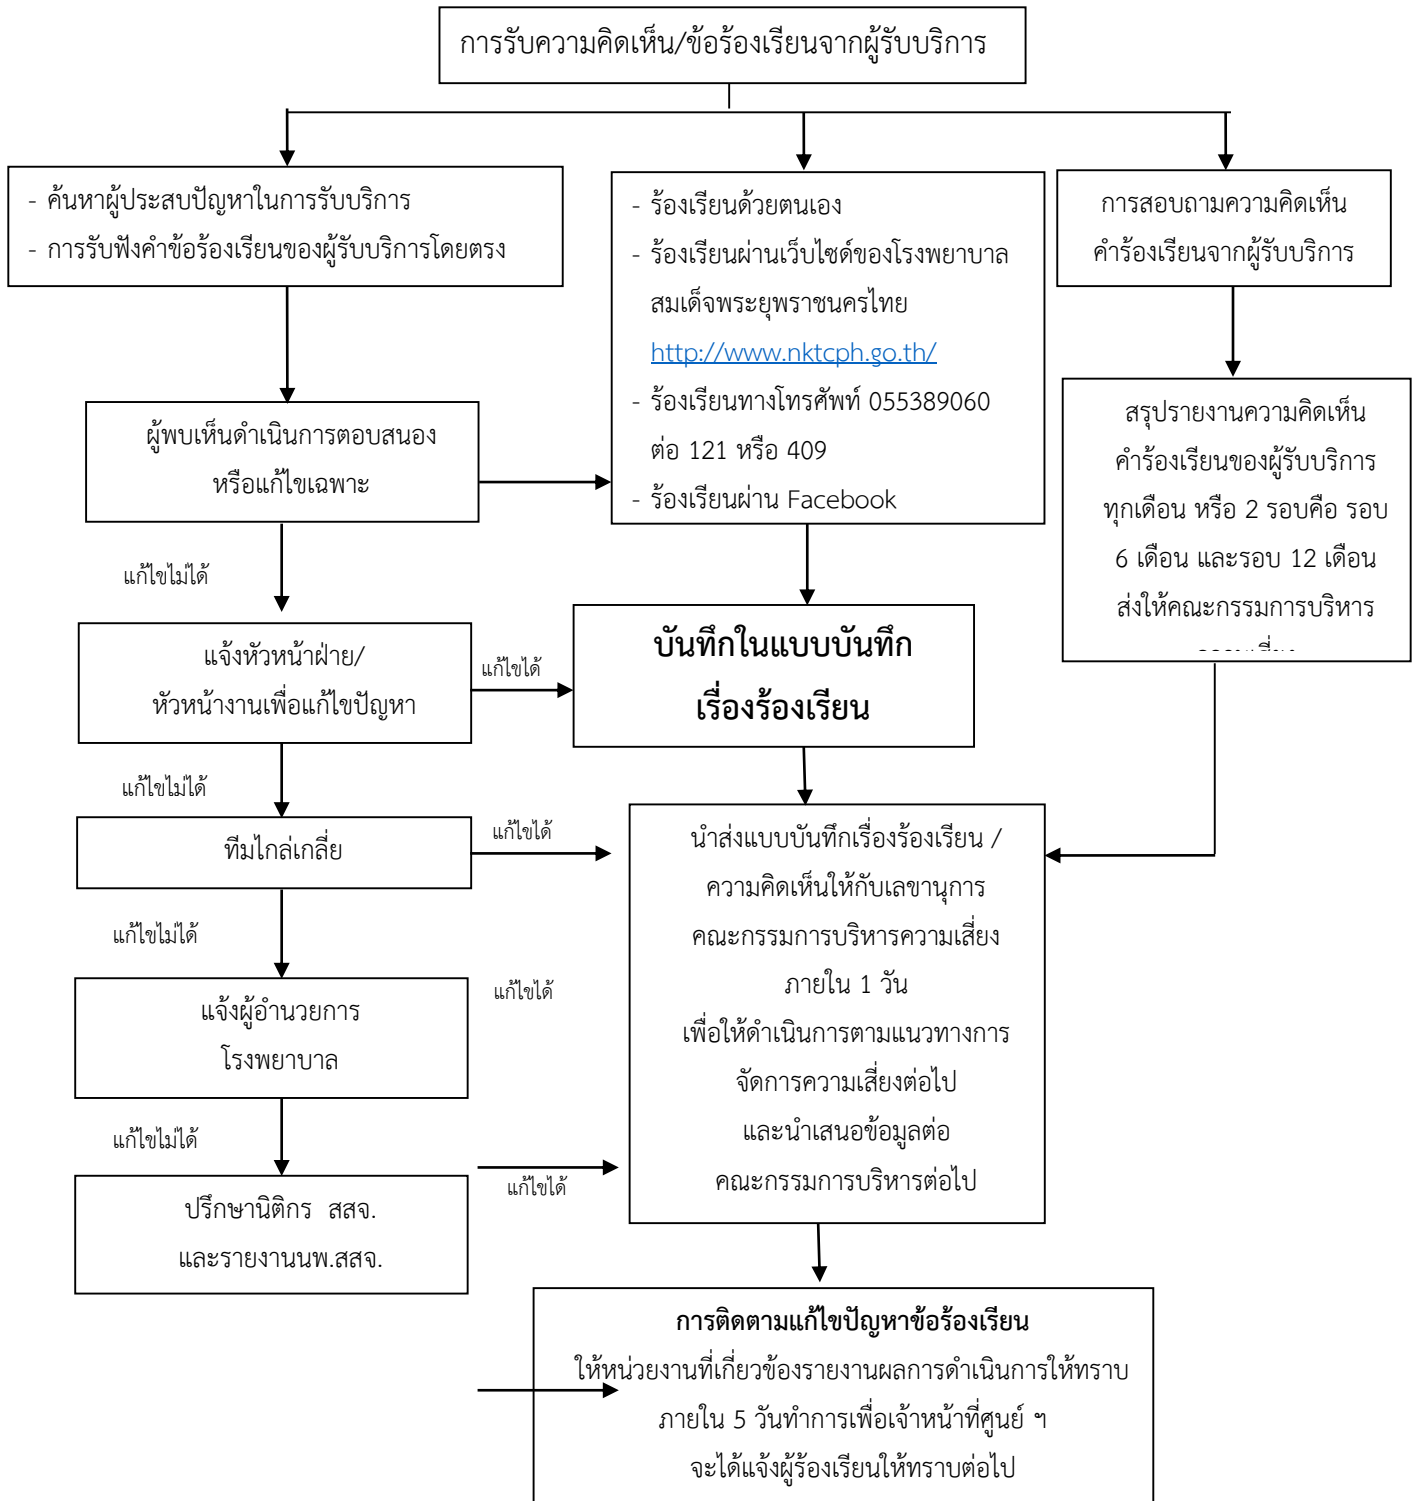 การรับความคิดเห็น/ข้อร้องเรียนจากผู้รับบริการ
- ค้นหาผู้ประสบปัญหาในการรับบริการ
- การรับฟังคำข้อร้องเรียนของผู้รับบริการโดยตรง
- ร้องเรียนด้วยตนเอง
- ร้องเรียนผ่านเว็บไซด์ของโรงพยาบาล
สมเด็จพระยุพราชนครไทย
http://www.nktcph.go.th/
- ร้องเรียนทางโทรศัพท์ 055389060
ต่อ 121 หรือ 409
- ร้องเรียนผ่าน Facebook
การสอบถามความคิดเห็น
คำร้องเรียนจากผู้รับบริการ
ผู้พบเห็นดำเนินการตอบสนอง
หรือแก้ไขเฉพาะ
สรุปรายงานความคิดเห็น
คำร้องเรียนของผู้รับบริการ
ทุกเดือน หรือ 2 รอบคือ รอบ
6 เดือน และรอบ 12 เดือน
ส่งให้คณะกรรมการบริหาร
แก้ไขไม่ได้
แจ้งหัวหน้าฝ่าย/
หัวหน้างานเพื่อแก้ไขปัญหา
แก้ไขได้
บันทึกในแบบบันทึก
เรื่องร้องเรียน
แก้ไขไม่ได้
ทีมไกล่เกลี่ย
แก้ไขได้
นำส่งแบบบันทึกเรื่องร้องเรียน /
ความคิดเห็นให้กับเลขานุการ
คณะกรรมการบริหารความเสี่ยง
ภายใน 1 วัน
เพื่อให้ดำเนินการตามแนวทางการ
จัดการความเสี่ยงต่อไป
และนำเสนอข้อมูลต่อ
คณะกรรมการบริหารต่อไป
แก้ไขไม่ได้
แจ้งผู้อำนวยการ
โรงพยาบาล
แก้ไขได้
แก้ไขไม่ได้
ปรึกษานิติกร สสจ.
และรายงานนพ.สสจ.
แก้ไขได้
การติดตามแก้ไขปัญหาข้อร้องเรียน
ให้หน่วยงานที่เกี่ยวข้องรายงานผลการดำเนินการให้ทราบ
ภายใน 5 วันทำการเพื่อเจ้าหน้าที่ศูนย์ ฯ
จะได้แจ้งผู้ร้องเรียนให้ทราบต่อไป